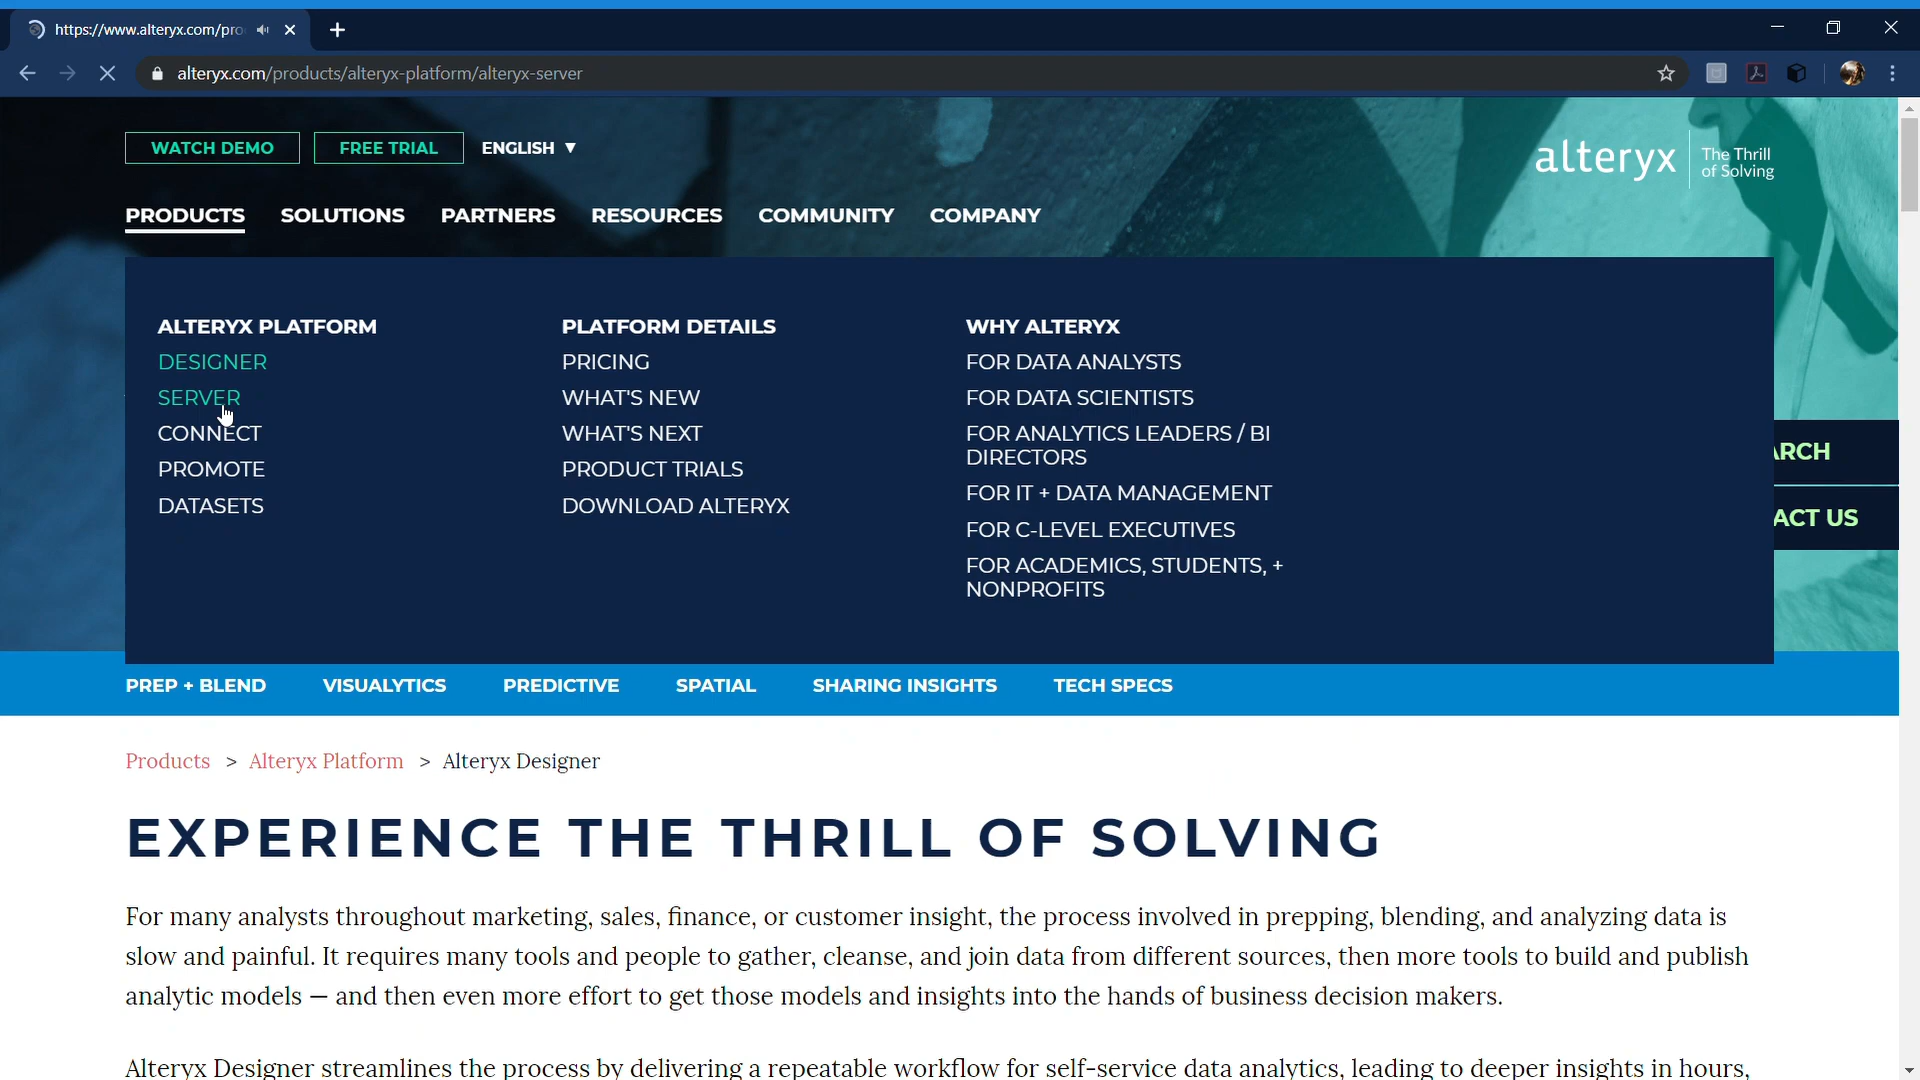 https://www.alteryx.com/pro
alteryx.com/products/alteryx-platform/alteryx-server
WATCH DEMO
FREE TRIAL
ENGLISH ▼
alteryx
The Thrill
of Solving
PRODUCTS
SOLUTIONS
PARTNERS
RESOURCES
COMMUNITY
COMPANY
ALTERYX PLATFORM
DESIGNER
SERVER
CONNECT
PROMOTE
DATASETS
PLATFORM DETAILS
PRICING
WHAT'S NEW
WHAT'S NEXT
PRODUCT TRIALS
DOWNLOAD ALTERYX
WHY ALTERYX
FOR DATA ANALYSTS
FOR DATA SCIENTISTS
FOR ANALYTICS LEADERS / BI
DIRECTORS
FOR IT + DATA MANAGEMENT
FOR C-LEVEL EXECUTIVES
FOR ACADEMICS, STUDENTS, +
NONPROFITS
ARCH
ACT US
PREP + BLEND
VISUALYTICS
PREDICTIVE
SPATIAL
SHARING INSIGHTS
TECH SPECS
Products > Alteryx Platform > Alteryx Designer
EXPERIENCE THE THRILL OF SOLVING
For many analysts throughout marketing, sales, finance, or customer insight, the process involved in prepping, blending, and analyzing data is
slow and painful. It requires many tools and people to gather, cleanse, and join data from different sources, then more tools to build and publish
analytic models — and then even more effort to get those models and insights into the hands of business decision makers.
Alteryx Designer streamlines the process by delivering a repeatable workflow for self-service data analytics, leading to deeper insights in hours,